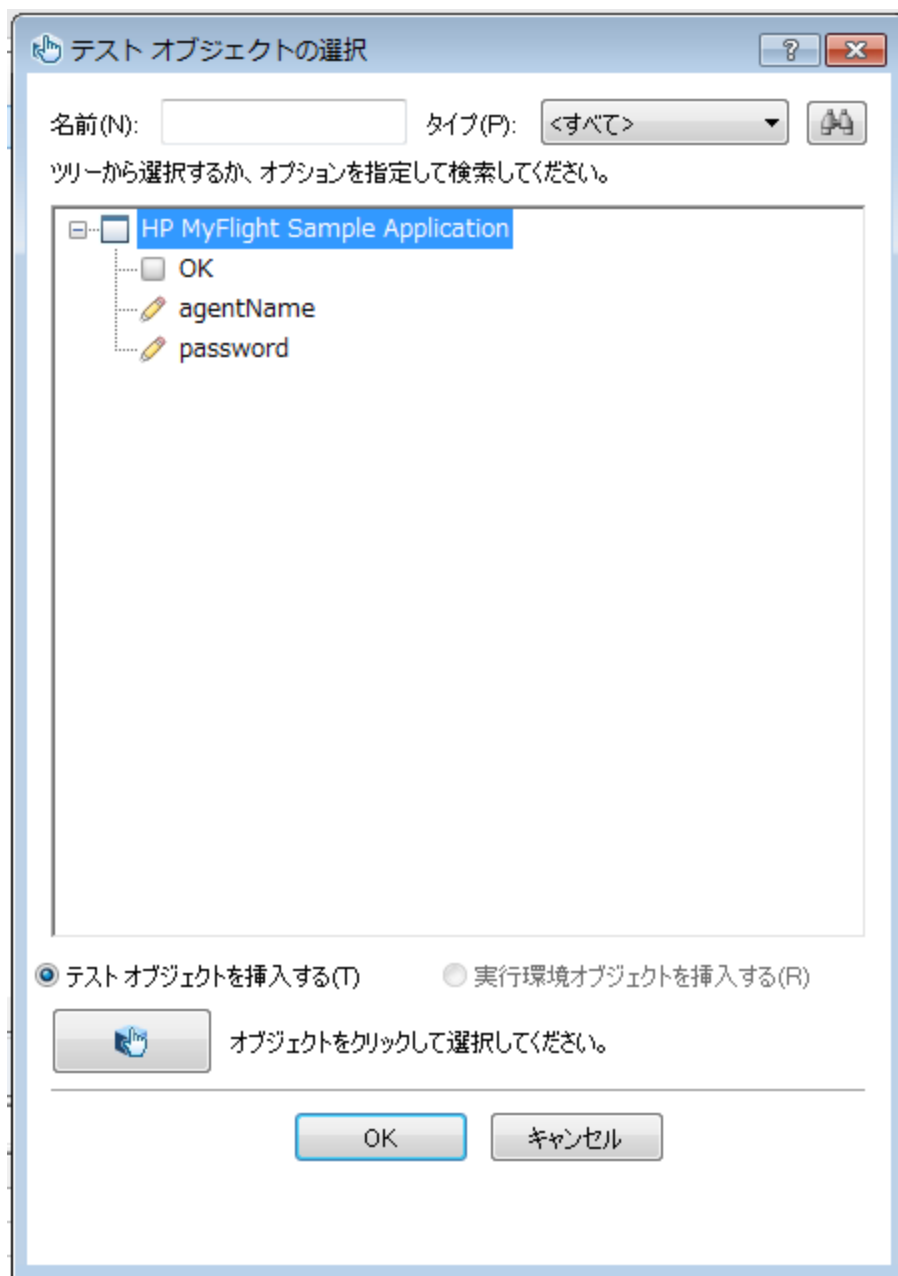 テスト オブジェクトの選択
名前(N): タイプ(P): <すべて>
ツリーから選択するか、オプションを指定して検索してください。
HP MyFlight Sample Application
OK
agentName
password
テスト オブジェクトを挿入する(T) 実行環境オブジェクトを挿入する(R)
オブジェクトをクリックして選択してください。
OK キャンセル